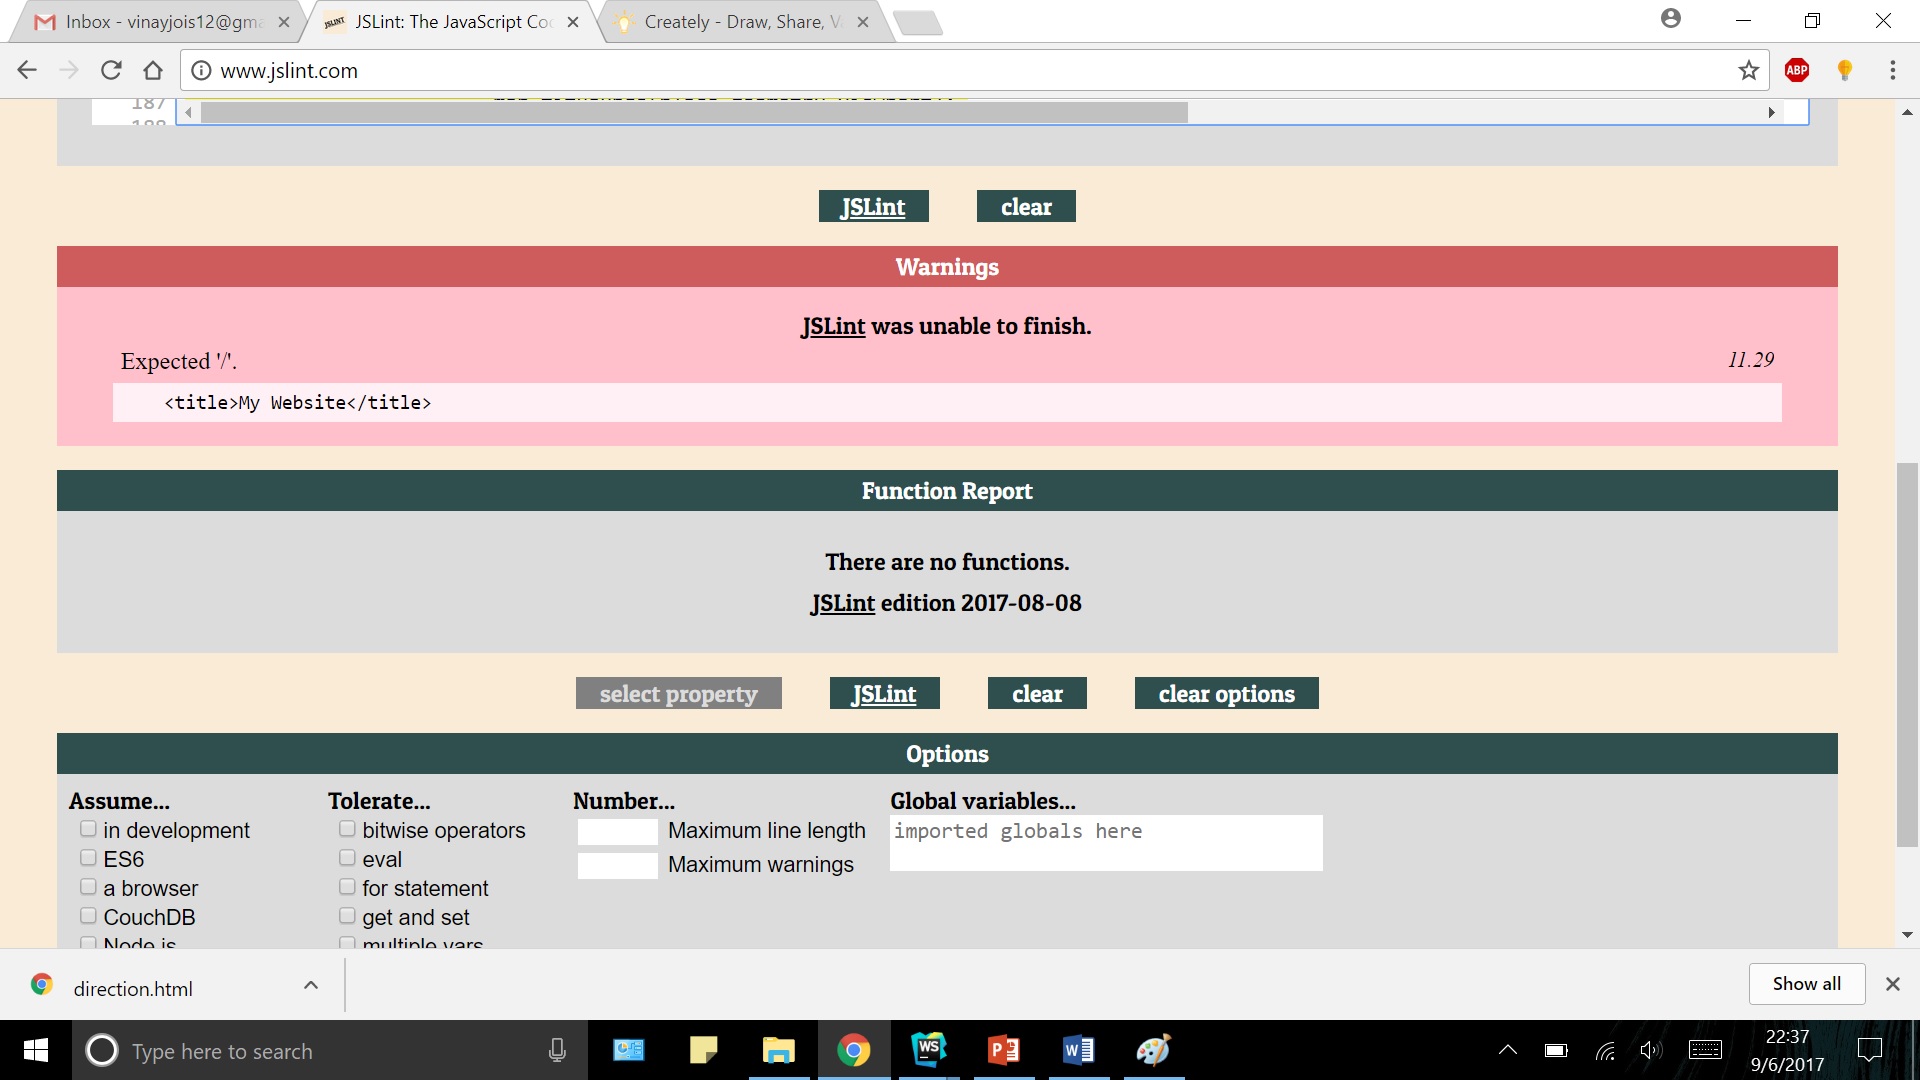 Inbox - vinayjois12@gm
JSLint: The JavaScript Co
Creately - Draw, Share, V
www.jslint.com
ABP
187
188
JSLint
clear
Warnings
JSLint was unable to finish.
Expected '/'.
11.29
<title>My Website</title>
Function Report
There are no functions.
JSLint edition 2017-08-08
select property
JSLint
clear
clear options
Options
Assume...
Tolerate...
Number...
Global variables...
in development
bitwise operators
Maximum line length
imported globals here
ES6
eval
Maximum warnings
a browser
for statement
CouchDB
get and set
Node.js
multiple vars
direction.html
Show all
Type here to search
WS
22:37
9/6/2017